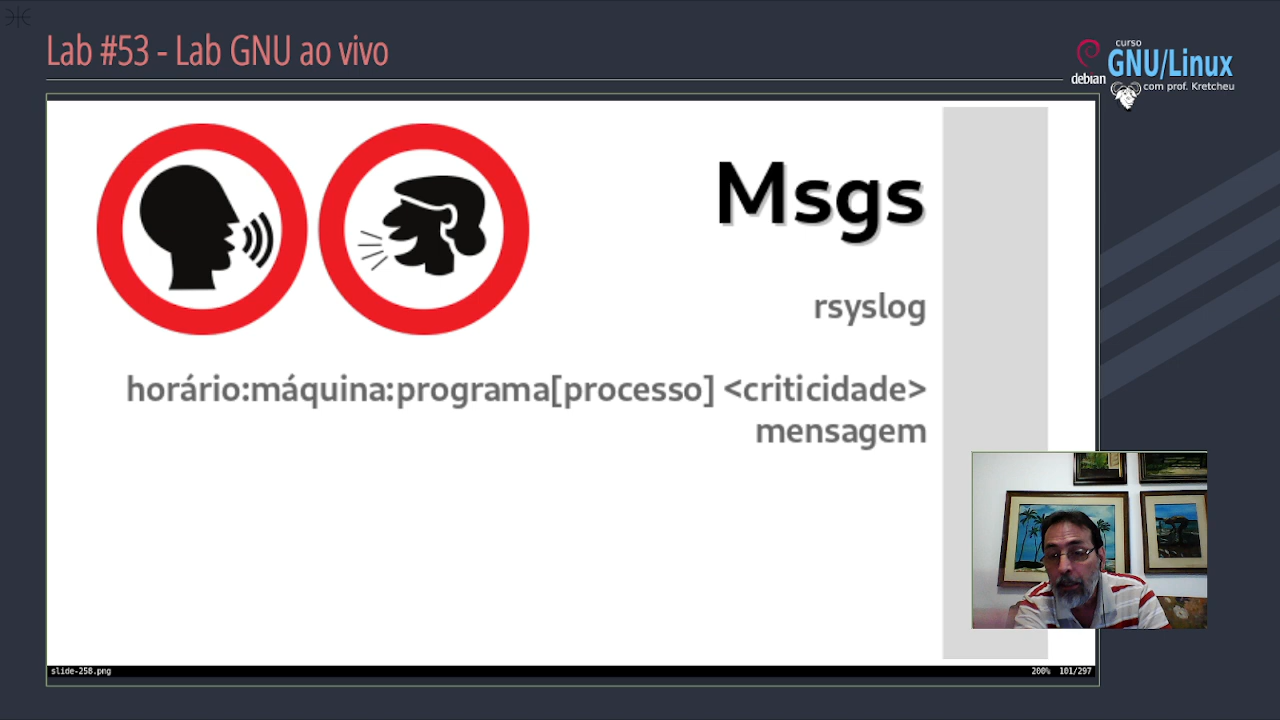 Lab #53 - Lab GNU ao vivo
curso
GNU/Linux
debian
com prof. Kretcheu
Msgs
rsyslog
horário:máquina:programa[processo] <criticidade>
mensagem
slide-258.png
200% 101/297